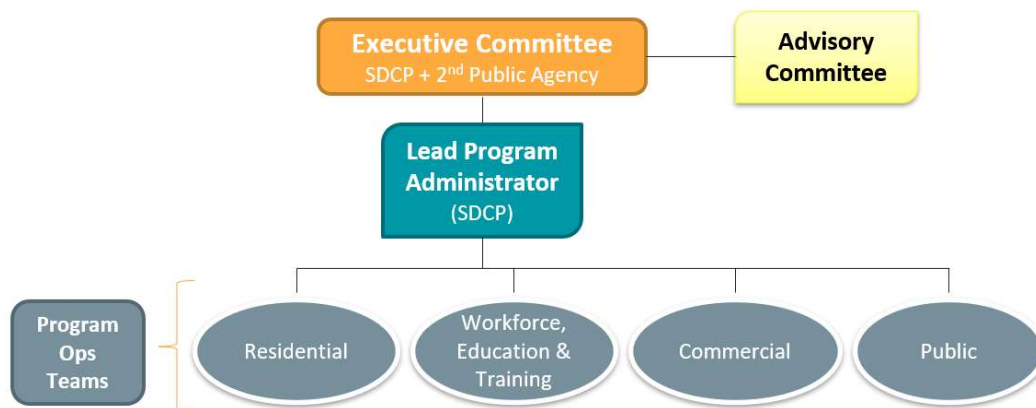 Executive Committee
SDCP + 2nd Public Agency
Advisory
Committee
Lead Program
Administrator
(SDCP)
Program
Ops
Teams
Residential
Workforce,
Education &
Training
Commercial
Public